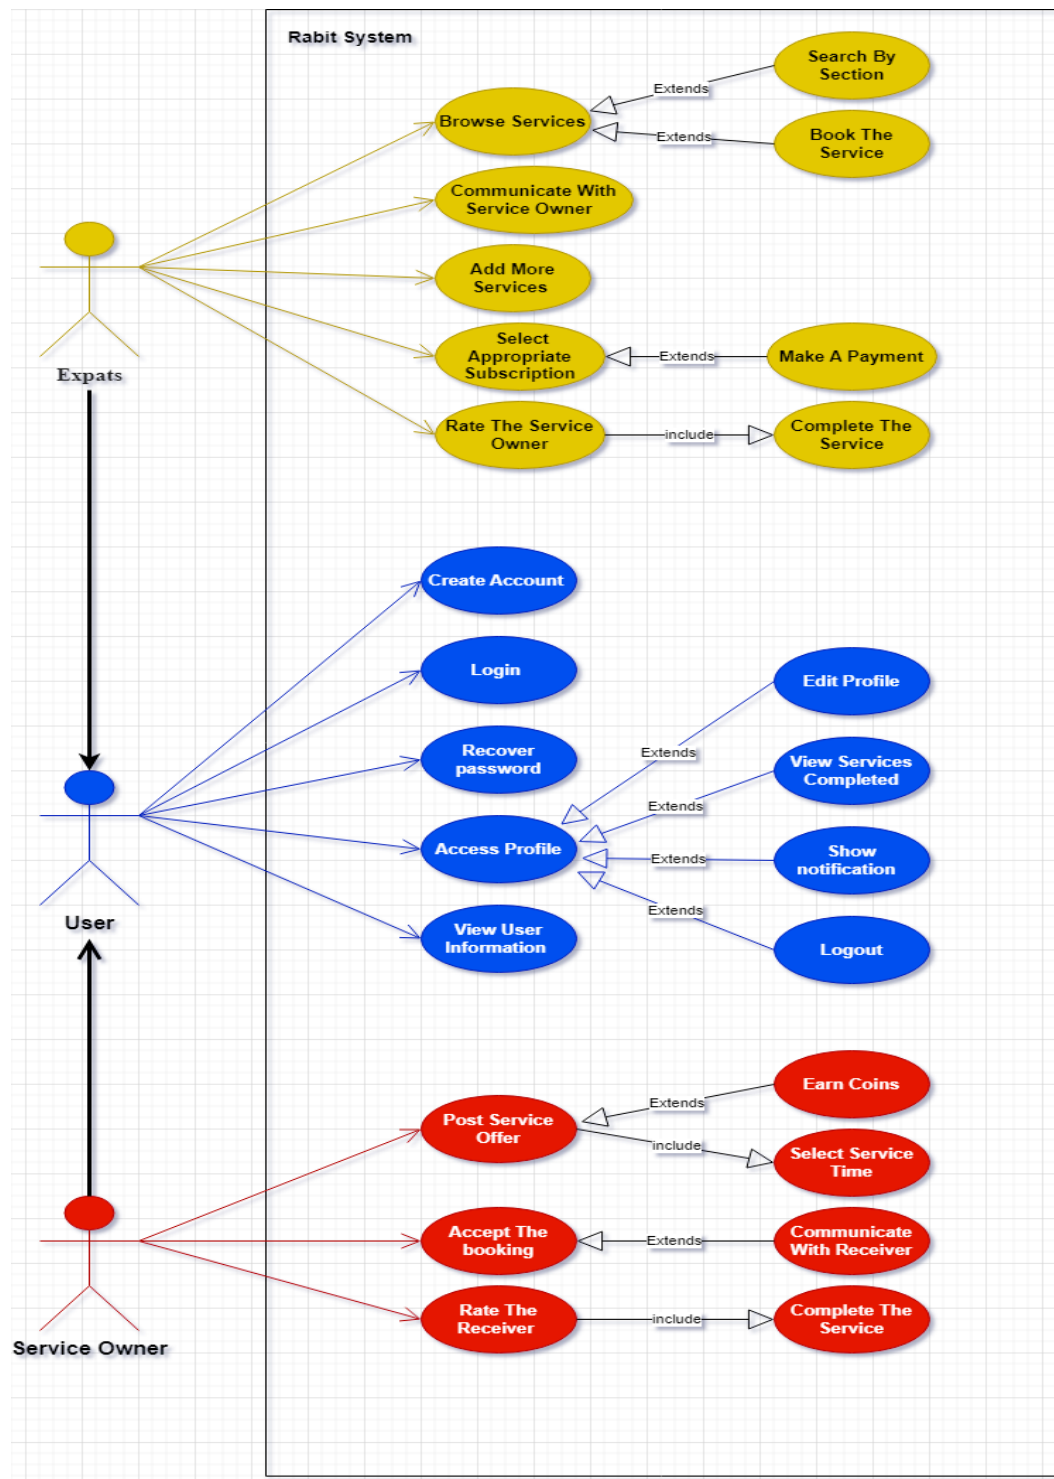 Rabit System
Search By
Section
Extends
Browse Services
Extends
Book The
Service
Communicate With
Service Owner
Add More
Services
Select
Appropriate
Subscription
Extends
Make A Payment
Expats
Rate The Service
Owner
include
Complete The
Service
Create Account
Login
Edit Profile
Recover
password
Extends
View Services
Completed
Extends
Access Profile
Extends
Show
notification
Extends
User
View User
Information
Logout
Earn Coins
Extends
Post Service
Offer
include
Select Service
Time
Accept The
booking
Extends
Communicate
With Receiver
Rate The
Receiver
include
Complete The
Service
Service Owner